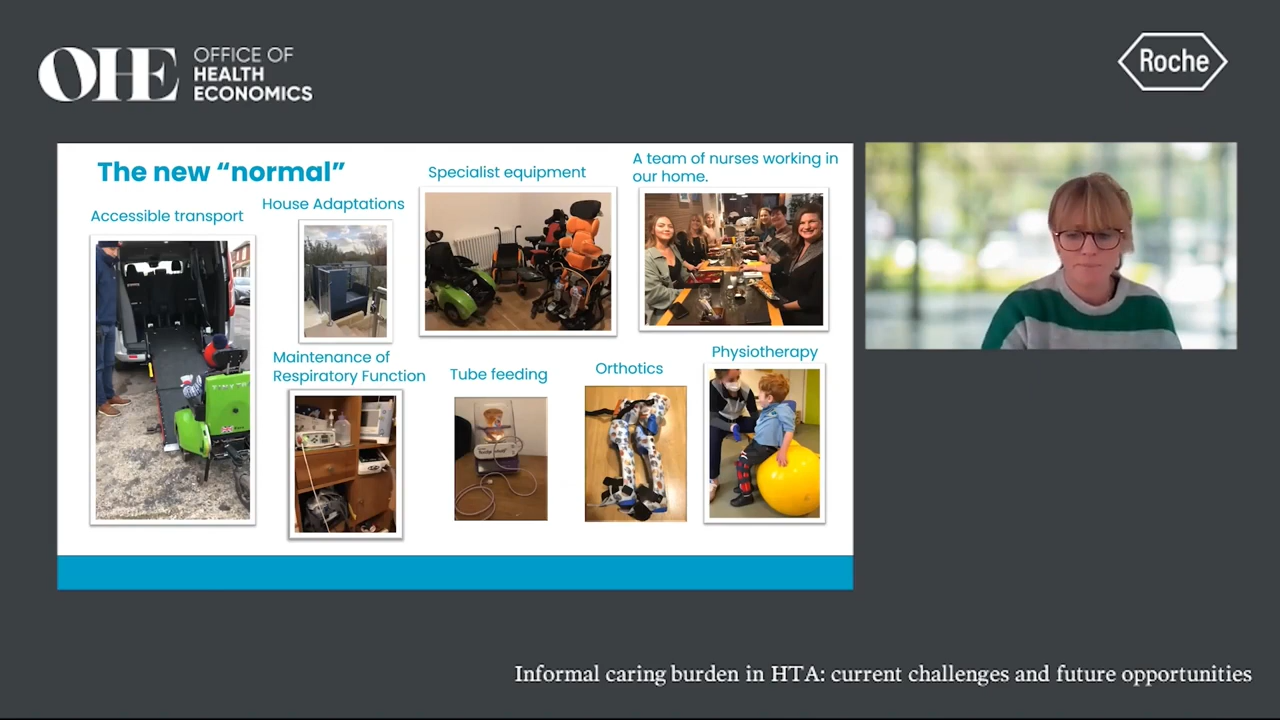 OHE
OFFICE OF
HEALTH
ECONOMICS
Roche
The new “normal”
Accessible transport
House Adaptations
Specialist equipment
A team of nurses working in
our home.
Maintenance of
Respiratory Function
Tube feeding
Orthotics
Physiotherapy
Informal caring burden in HTA: current challenges and future opportunities